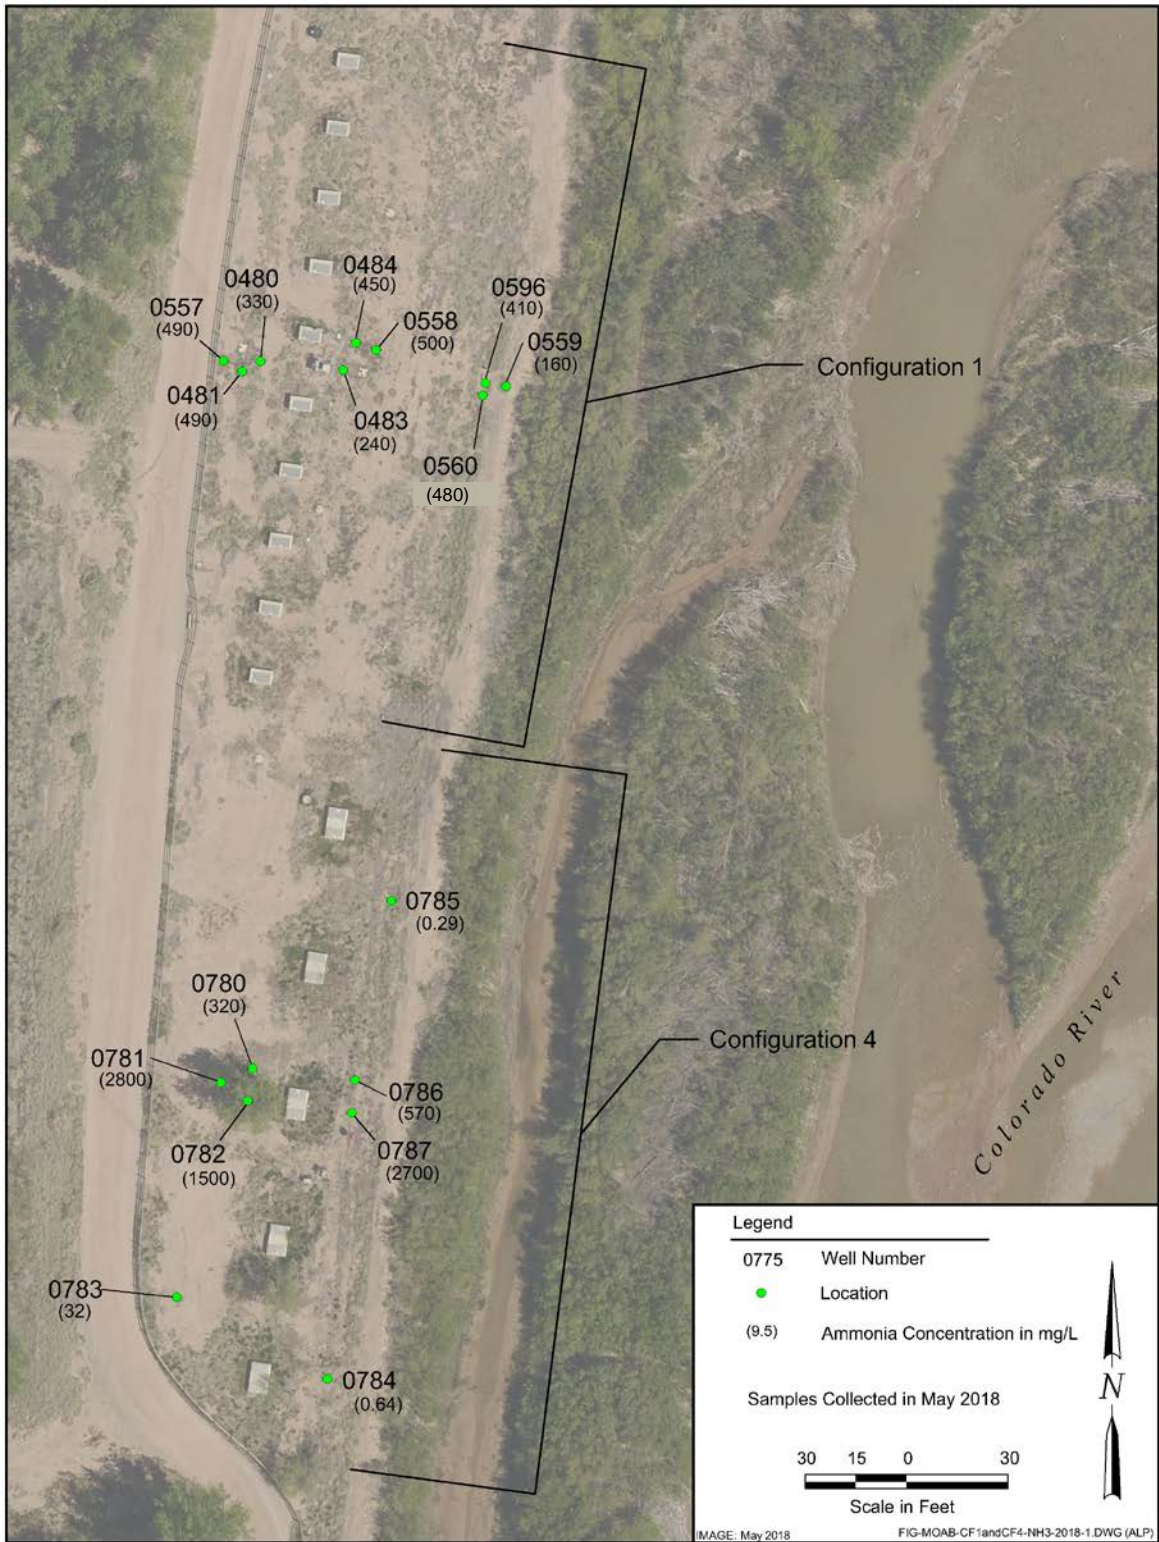 0484
(450)
0480
(330)
0596
(410)
0557
(490)
0558
(500)
0559
(160)
Configuration 1
0481
(490)
0483
(240)
0560
(480)
0785
(0.29)
0780
(320)
Configuration 4
0781
(2800)
0786
(570)
0782
(1500)
0787
(2700)
Colorado River
0783
(32)
0784
(0.64)
Legend
0775 Well Number
Location
(9.5) Ammonia Concentration in mg/L
Samples Collected in May 2018
N
30 15 0 30
Scale in Feet
IMAGE: May 2018
FIG-MOAB-CF1andCF4-NH3-2018-1.DWG (ALP)